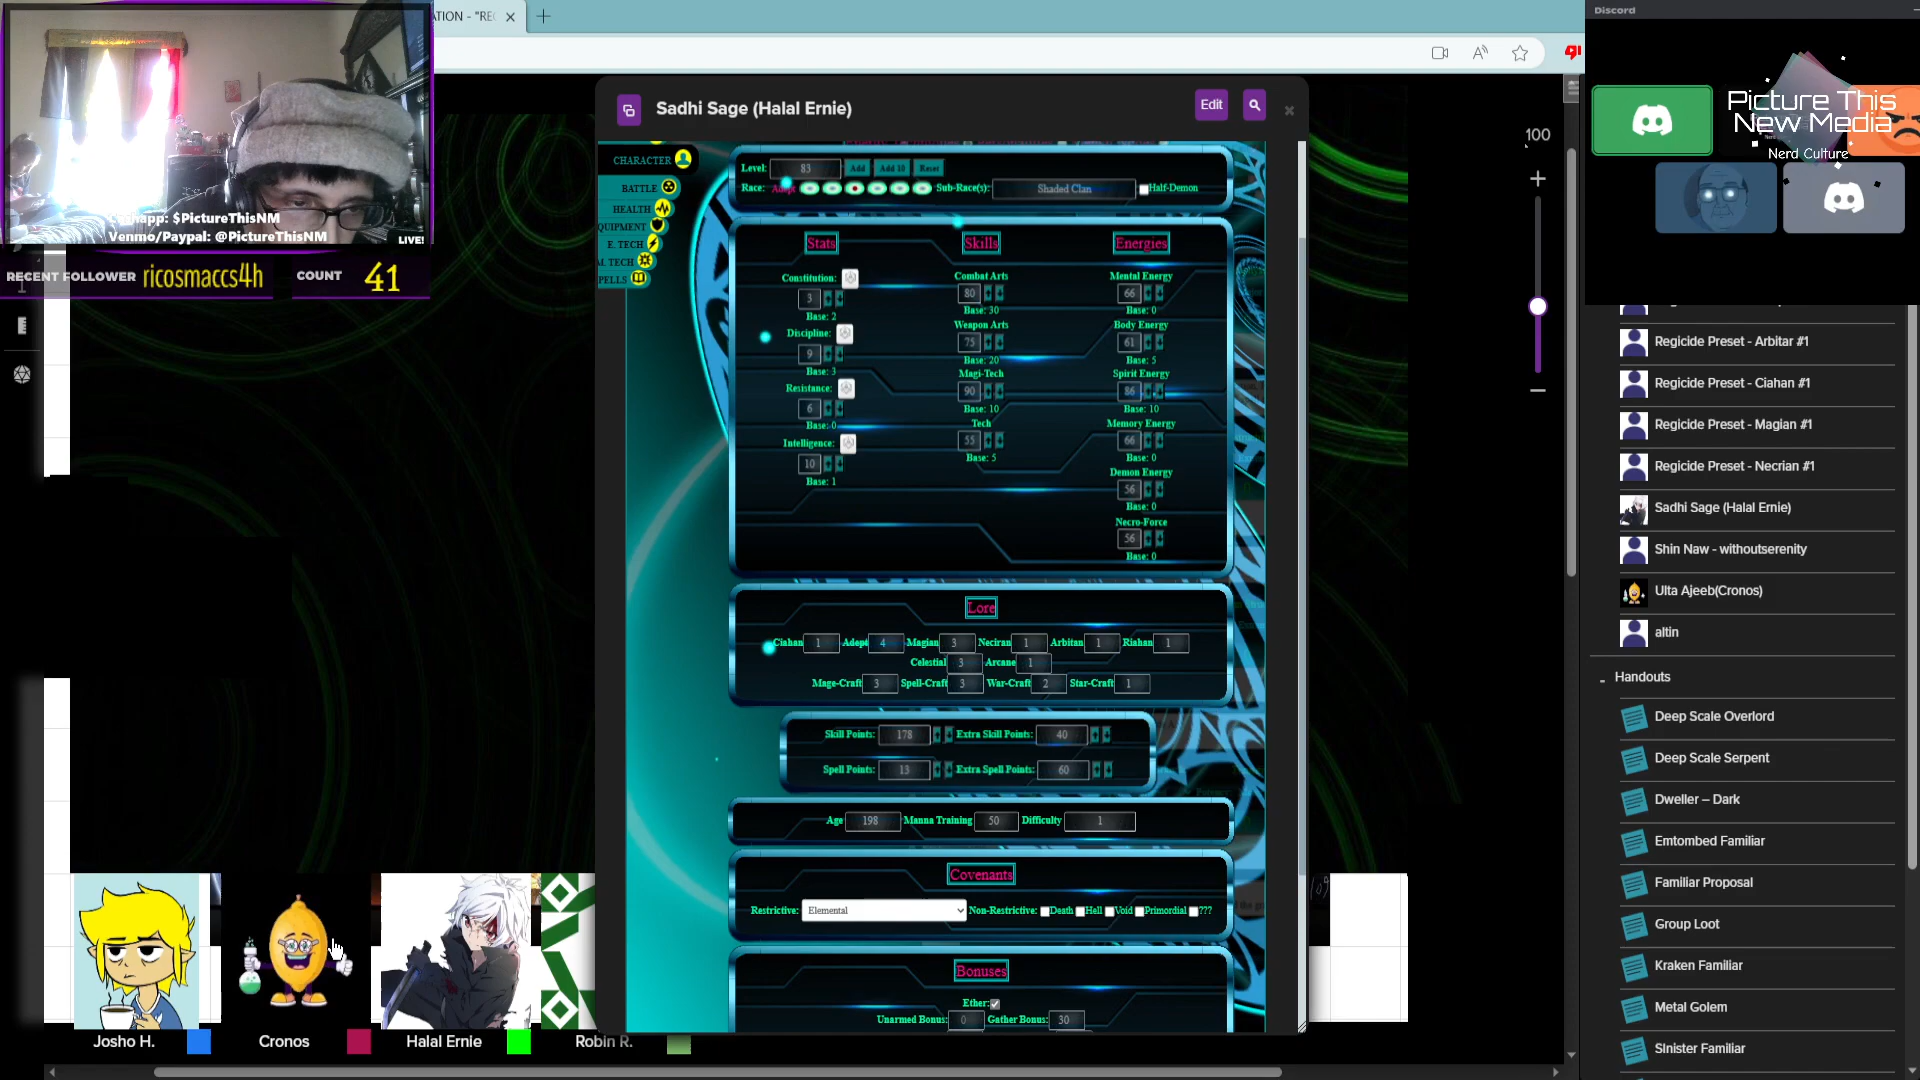 ATION - "REC
Discord
Picture This
New Media
Nerd Culture
Cashapp: $PictureThisNM
Venmo/Paypal: @PictureThisNM
LIVE!
RECENT FOLLOWER ricosmaccs4h COUNT 41
Sadhi Sage (Halal Ernie)
Edit
100
CHARACTER
BATTLE
HEALTH
EQUIPMENT
E. TECH
M. TECH
SPELLS
Level: 83 Add Add 10 Reset
Race: Adept Sub-Race(s): Shaded Clan Half-Demon
Stats
Constitution:
3
Base: 2
Discipline:
9
Base: 3
Resistance:
6
Base: 0
Intelligence:
10
Base: 1
Skills
Combat Arts
80
Base: 30
Weapon Arts
75
Base: 20
Magi-Tech
90
Base: 10
Tech
55
Base: 5
Energies
Mental Energy
66
Base: 0
Body Energy
61
Base: 5
Spirit Energy
86
Base: 10
Memory Energy
66
Base: 0
Demon Energy
56
Base: 0
Necro-Force
56
Base: 0
Lore
Ciahan 1 Adept 4 Magian 3 Neciran 1 Arbitan 1 Riahan 1
Celestial 3 Arcane 1
Mage-Craft 3 Spell-Craft 3 War-Craft 2 Star-Craft 1
Skill Points: 178 Extra Skill Points: 40
Spell Points: 13 Extra Spell Points: 60
Age 198 Manna Training 50 Difficulty 1
Covenants
Restrictive: Elemental Non-Restrictive: Death Hell Void Primordial ???
Bonuses
Ether:
Unarmed Bonus: 0 Gather Bonus: 30
Regicide Preset - Arbitar #1
Regicide Preset - Ciahan #1
Regicide Preset - Magian #1
Regicide Preset - Necrian #1
Sadhi Sage (Halal Ernie)
Shin Naw - withoutserenity
Ulta Ajeeb(Cronos)
altin
Handouts
Deep Scale Overlord
Deep Scale Serpent
Dweller – Dark
Emtombed Familiar
Familiar Proposal
Group Loot
Kraken Familiar
Metal Golem
SInister Familiar
Josho H.
Cronos
Halal Ernie
Robin R.